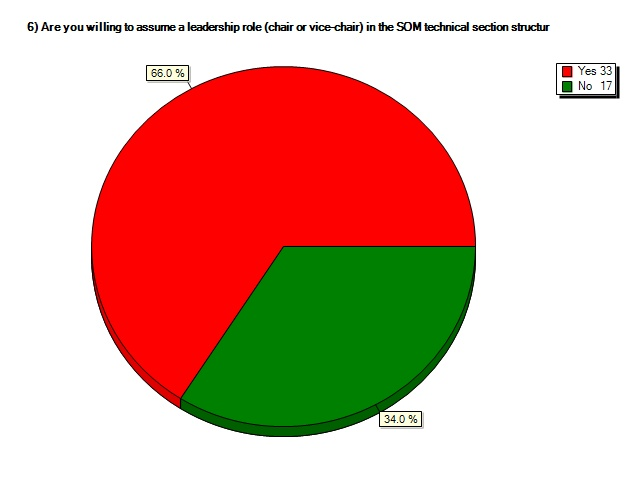 6) Are you willing to assume a leadership role (chair or vice-chair) in the SOM technical section structur
66.0 %
Yes 33
No 17
34.0 %